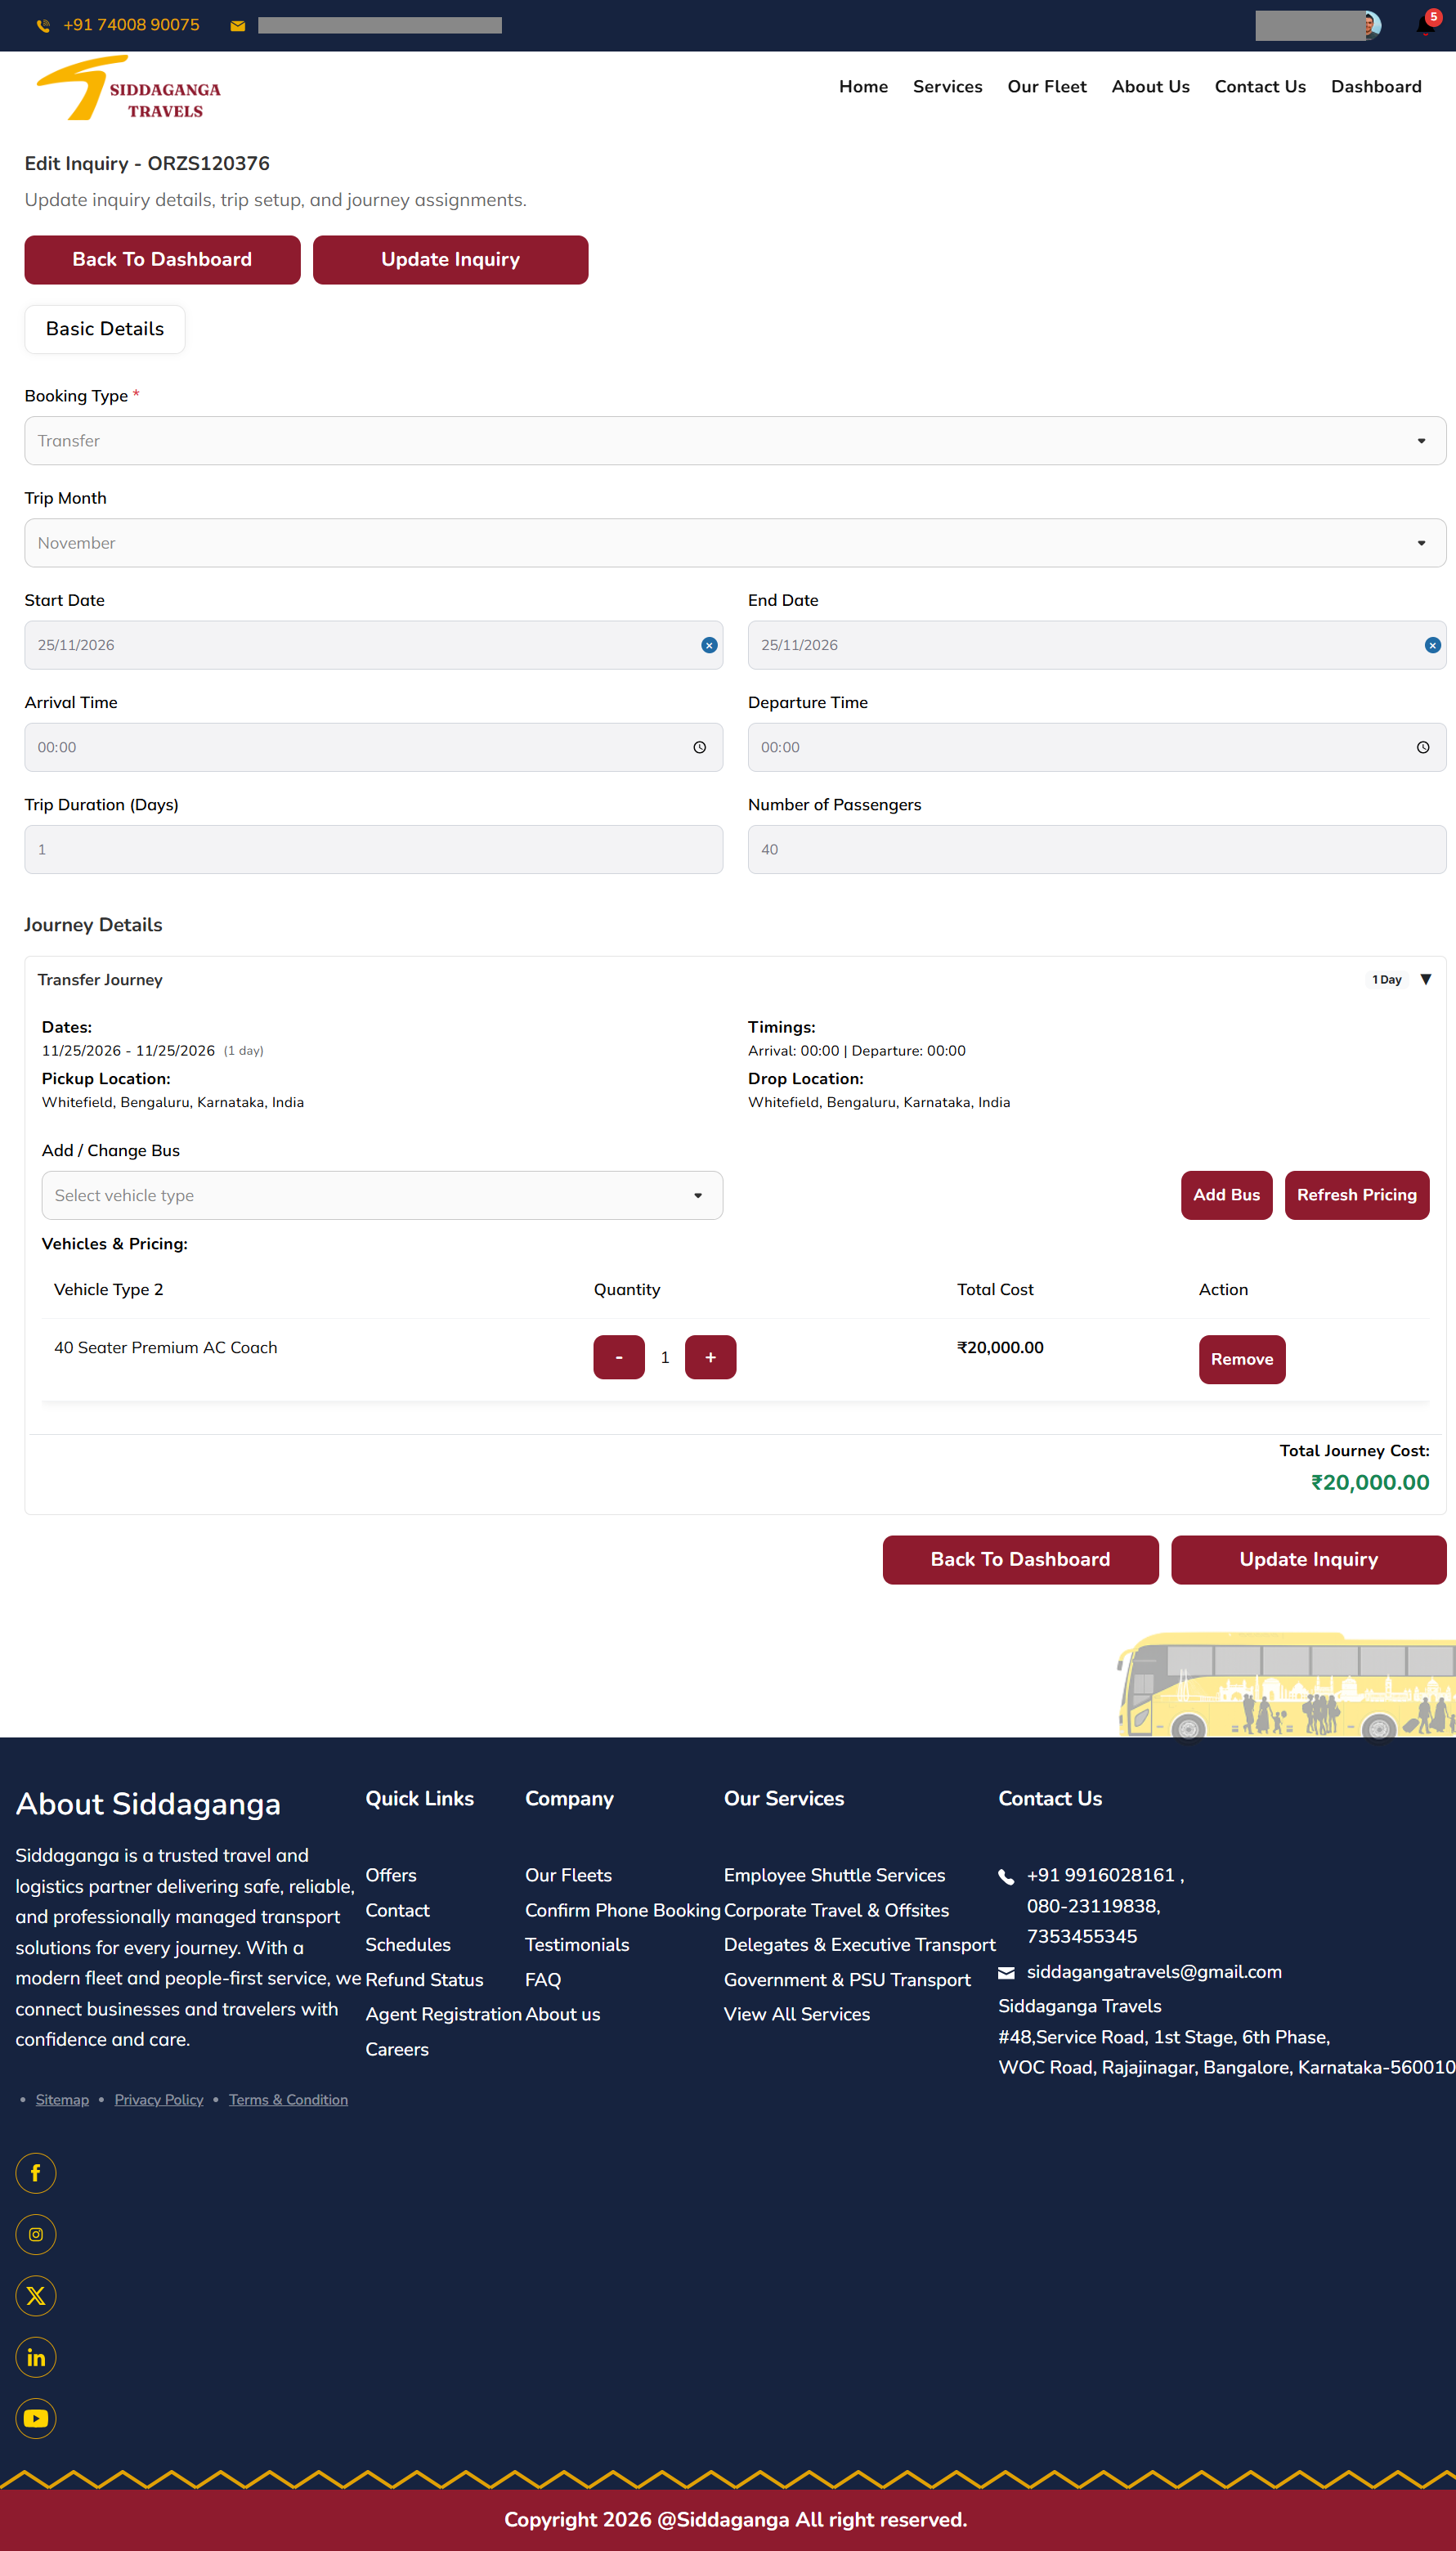 +91 74008 90075
5
SIDDAGANGA
TRAVELS
Home Services Our Fleet About Us Contact Us Dashboard
Edit Inquiry - ORZS120376
Update inquiry details, trip setup, and journey assignments.
Back To Dashboard Update Inquiry
Basic Details
Booking Type *
Transfer
Trip Month
November
Start Date End Date
25/11/2026 25/11/2026
Arrival Time Departure Time
00:00 00:00
Trip Duration (Days) Number of Passengers
1 40
Journey Details
Transfer Journey 1 Day
Dates: Timings:
11/25/2026 - 11/25/2026 (1 day) Arrival: 00:00 | Departure: 00:00
Pickup Location: Drop Location:
Whitefield, Bengaluru, Karnataka, India Whitefield, Bengaluru, Karnataka, India
Add / Change Bus
Select vehicle type Add Bus Refresh Pricing
Vehicles & Pricing:
Vehicle Type 2 Quantity Total Cost Action
40 Seater Premium AC Coach - 1 + ₹20,000.00 Remove
Total Journey Cost:
₹20,000.00
Back To Dashboard Update Inquiry
About Siddaganga
Siddaganga is a trusted travel and
logistics partner delivering safe, reliable,
and professionally managed transport
solutions for every journey. With a
modern fleet and people-first service, we
connect businesses and travelers with
confidence and care.
• Sitemap • Privacy Policy • Terms & Condition
Quick Links
Offers
Contact
Schedules
Refund Status
Agent Registration
Careers
Company
Our Fleets
Confirm Phone Booking
Testimonials
FAQ
About us
Our Services
Employee Shuttle Services
Corporate Travel & Offsites
Delegates & Executive Transport
Government & PSU Transport
View All Services
Contact Us
+91 9916028161 ,
080-23119838,
7353455345
siddagangatravels@gmail.com
Siddaganga Travels
#48,Service Road, 1st Stage, 6th Phase,
WOC Road, Rajajinagar, Bangalore, Karnataka-560010
Copyright 2026 @Siddaganga All right reserved.